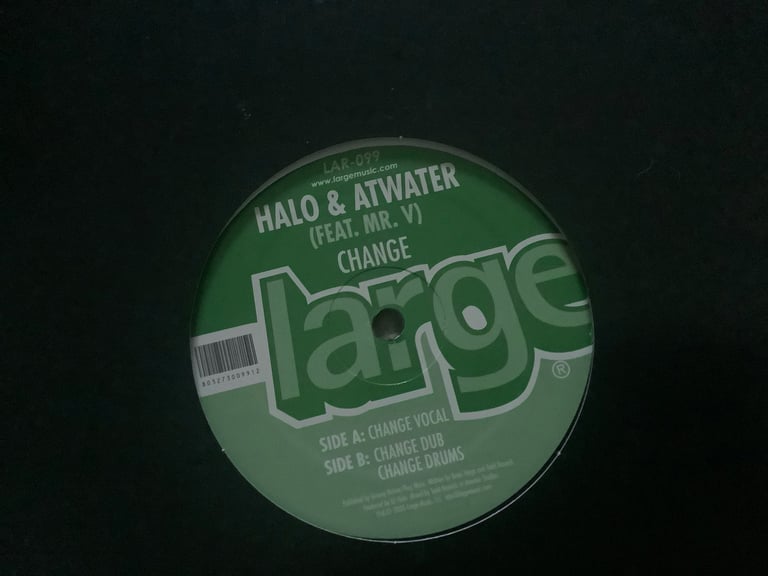 LAR-099
www.largemusic.com
HALO & ATWATER
(FEAT. MR. V)
CHANGE
large
®
803273009912
SIDE A: CHANGE VOCAL
SIDE B: CHANGE DUB
CHANGE DRUMS